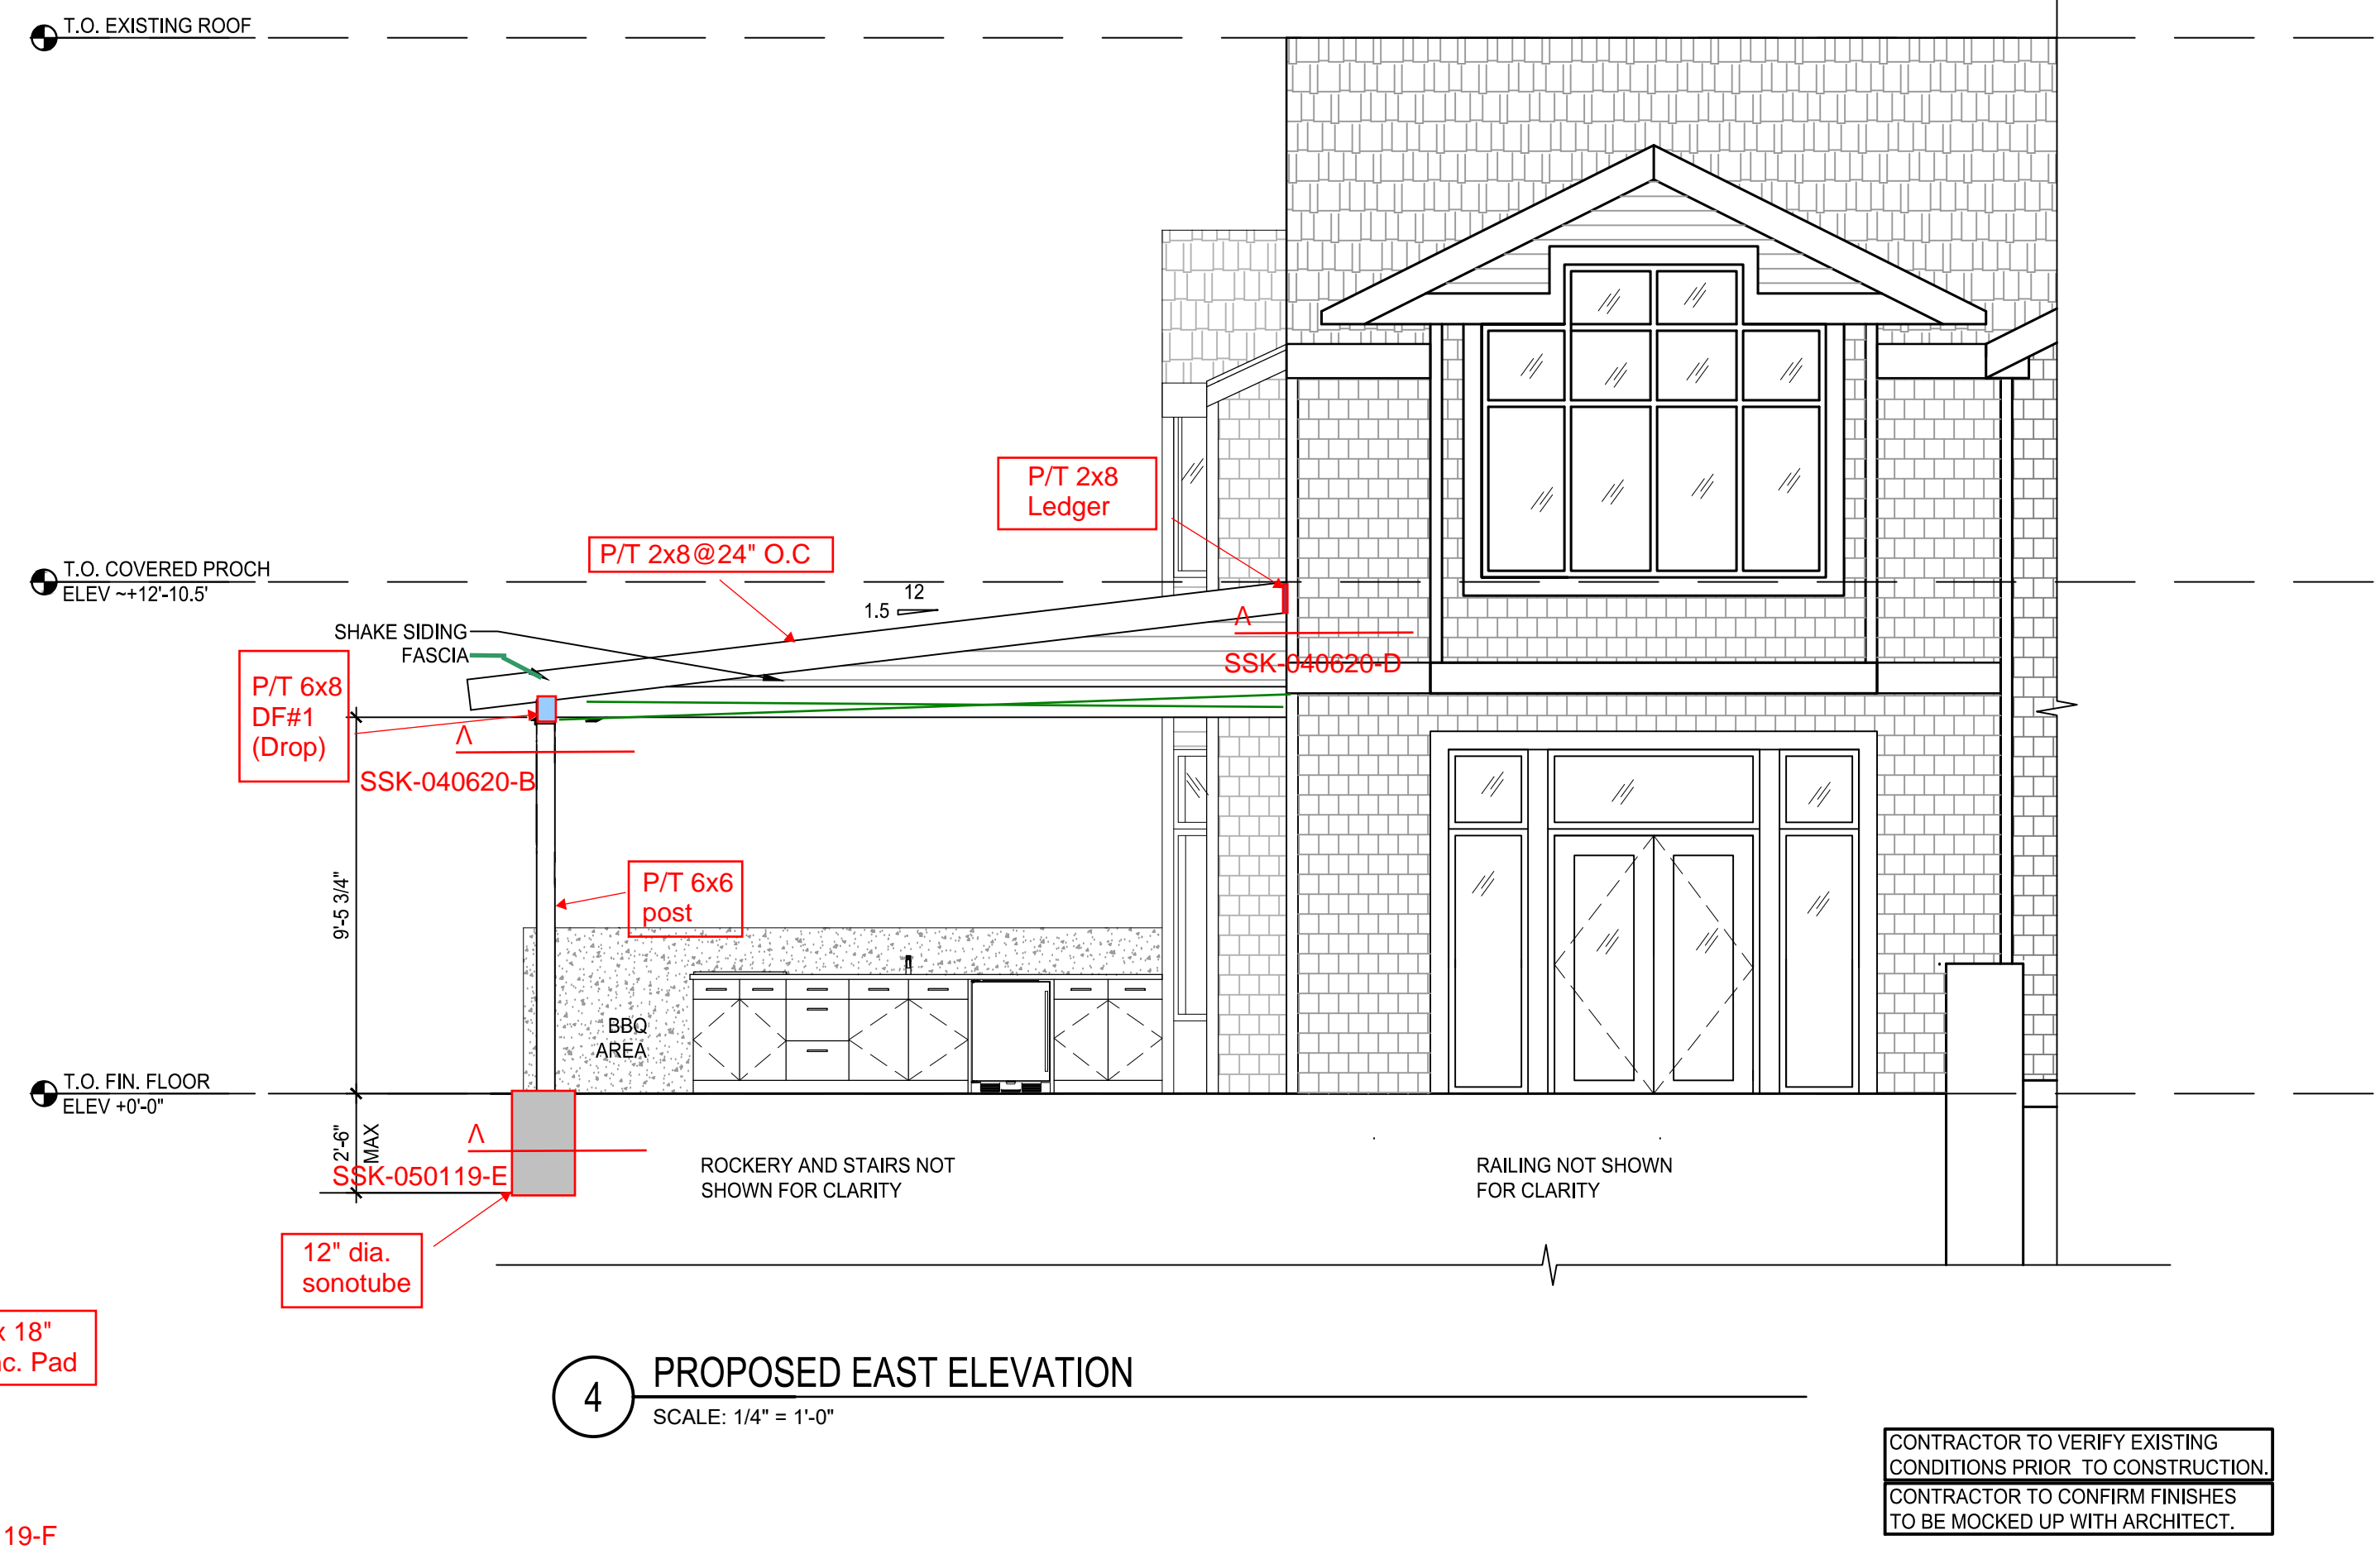 T.O. EXISTING ROOF
P/T 2x8
Ledger
P/T 2x8@24" O.C
T.O. COVERED PROCH
ELEV ~+12'-10.5'
12
1.5
SHAKE SIDING
FASCIA
SSK-040620-D
P/T 6x8
DF#1
(Drop)
SSK-040620-B
P/T 6x6
post
9'-5 3/4"
BBQ
AREA
T.O. FIN. FLOOR
ELEV +0'-0"
2'-6"
MAX
SSK-050119-E
ROCKERY AND STAIRS NOT
SHOWN FOR CLARITY
RAILING NOT SHOWN
FOR CLARITY
12" dia.
sonotube
x 18"
nc. Pad
4
PROPOSED EAST ELEVATION
SCALE: 1/4" = 1'-0"
CONTRACTOR TO VERIFY EXISTING
CONDITIONS PRIOR TO CONSTRUCTION.
CONTRACTOR TO CONFIRM FINISHES
TO BE MOCKED UP WITH ARCHITECT.
19-F